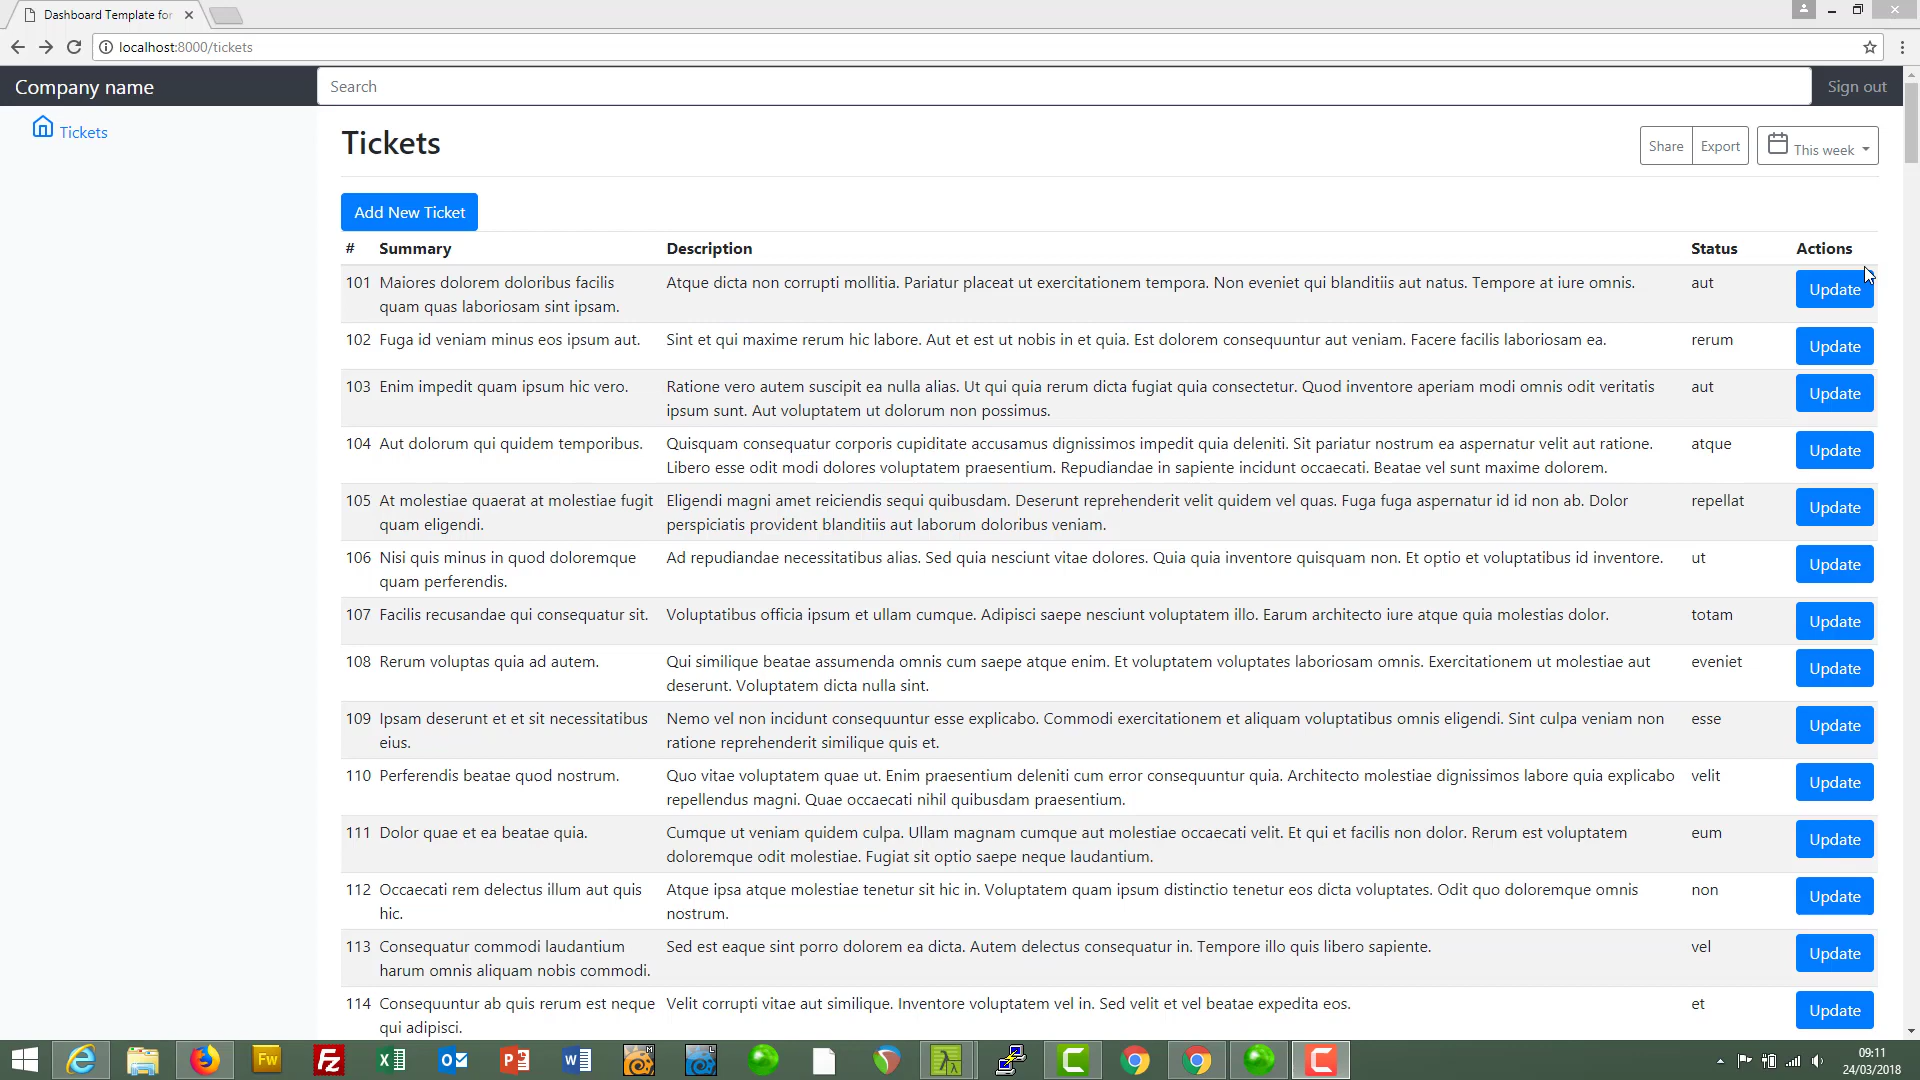 Dashboard Template for
localhost:8000/tickets
Company name
Search
Sign out
Tickets
Tickets
Share
Export
This week
Add New Ticket
# Summary Description Status Actions
101 Maiores dolorem doloribus facilis Atque dicta non corrupti mollitia. Pariatur placeat ut exercitationem tempora. Non eveniet qui blanditiis aut natus. Tempore at iure omnis. aut Update
quam quas laboriosam sint ipsam.
102 Fuga id veniam minus eos ipsum aut. Sint et qui maxime rerum hic labore. Aut et est ut nobis in et quia. Est dolorem consequuntur aut veniam. Facere facilis laboriosam ea. rerum Update
103 Enim impedit quam ipsum hic vero. Ratione vero autem suscipit ea nulla alias. Ut qui quia rerum dicta fugiat quia consectetur. Quod inventore aperiam modi omnis odit veritatis aut Update
ipsum sunt. Aut voluptatem ut dolorum non possimus.
104 Aut dolorum qui quidem temporibus. Quisquam consequatur corporis cupiditate accusamus dignissimos impedit quia deleniti. Sit pariatur nostrum ea aspernatur velit aut ratione. atque Update
Libero esse odit modi dolores voluptatem praesentium. Repudiandae in sapiente incidunt occaecati. Beatae vel sunt maxime dolorem.
105 At molestiae quaerat at molestiae fugit Eligendi magni amet reiciendis sequi quibusdam. Deserunt reprehenderit velit quidem vel quas. Fuga fuga aspernatur id id non ab. Dolor repellat Update
quam eligendi. perspiciatis provident blanditiis aut laborum doloribus veniam.
106 Nisi quis minus in quod doloremque Ad repudiandae necessitatibus alias. Sed quia nesciunt vitae dolores. Quia quia inventore quisquam non. Et optio et voluptatibus id inventore. ut Update
quam perferendis.
107 Facilis recusandae qui consequatur sit. Voluptatibus officia ipsum et ullam cumque. Adipisci saepe nesciunt voluptatem illo. Earum architecto iure atque quia molestias dolor. totam Update
108 Rerum voluptas quia ad autem. Qui similique beatae assumenda omnis cum saepe atque enim. Et voluptatem voluptates laboriosam omnis. Exercitationem ut molestiae aut eveniet Update
deserunt. Voluptatem dicta nulla sint.
109 Ipsam deserunt et et sit necessitatibus Nemo vel non incidunt consequuntur esse explicabo. Commodi exercitationem et aliquam voluptatibus omnis eligendi. Sint culpa veniam non esse Update
eius. ratione reprehenderit similique quis et.
110 Perferendis beatae quod nostrum. Quo vitae voluptatem quae ut. Enim praesentium deleniti cum error consequuntur quia. Architecto molestiae dignissimos labore quia explicabo velit Update
repellendus magni. Quae occaecati nihil quibusdam praesentium.
111 Dolor quae et ea beatae quia. Cumque ut veniam quidem culpa. Ullam magnam cumque aut molestiae occaecati velit. Et qui et facilis non dolor. Rerum est voluptatem eum Update
doloremque odit molestiae. Fugiat sit optio saepe neque laudantium.
112 Occaecati rem delectus illum aut quis Atque ipsa atque molestiae tenetur sit hic in. Voluptatem quam ipsum distinctio tenetur eos dicta voluptates. Odit quo doloremque omnis non Update
hic. nostrum.
113 Consequatur commodi laudantium Sed est eaque sint porro dolorem ea dicta. Autem delectus consequatur in. Tempore illo quis libero sapiente. vel Update
harum omnis aliquam nobis commodi.
114 Consequuntur ab quis rerum est neque Velit corrupti vitae aut similique. Inventore voluptatem vel in. Sed velit et vel beatae expedita eos. et Update
qui adipisci.
Fw
09:11
24/03/2018